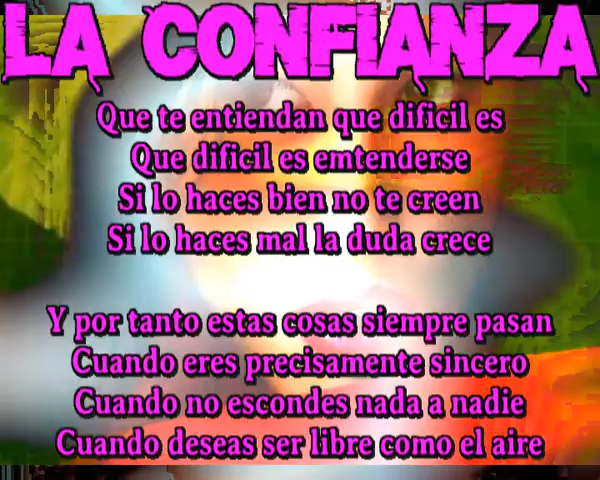 LA CONFIANZA
Que te entiendan que dificil es
Que dificil es emtenderse
Si lo haces bien no te creen
Si lo haces mal la duda crece
Y por tanto estas cosas siempre pasan
Cuando eres precisamente sincero
Cuando no escondes nada a nadie
Cuando deseas ser libre como el aire